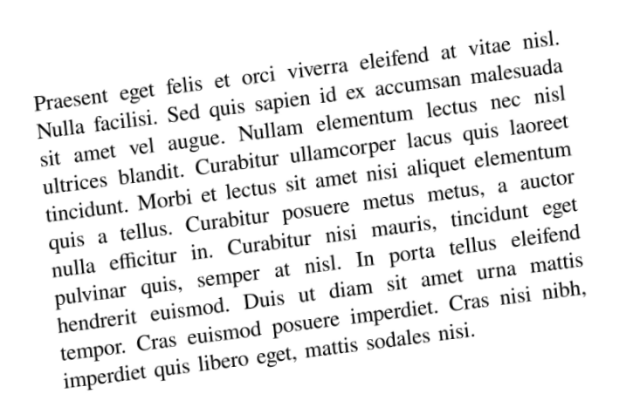 Praesent eget felis et orci viverra eleifend at vitae nisl.
Nulla facilisi. Sed quis sapien id ex accumsan malesuada
sit amet vel augue. Nullam elementum lectus nec nisl
ultrices blandit. Curabitur ullamcorper lacus quis laoreet
tincidunt. Morbi et lectus sit amet nisi aliquet elementum
quis a tellus. Curabitur posuere metus metus, a auctor
nulla efficitur in. Curabitur nisi mauris, tincidunt eget
pulvinar quis, semper at nisl. In porta tellus eleifend
hendrerit euismod. Duis ut diam sit amet urna mattis
tempor. Cras euismod posuere imperdiet. Cras nisi nibh,
imperdiet quis libero eget, mattis sodales nisi.